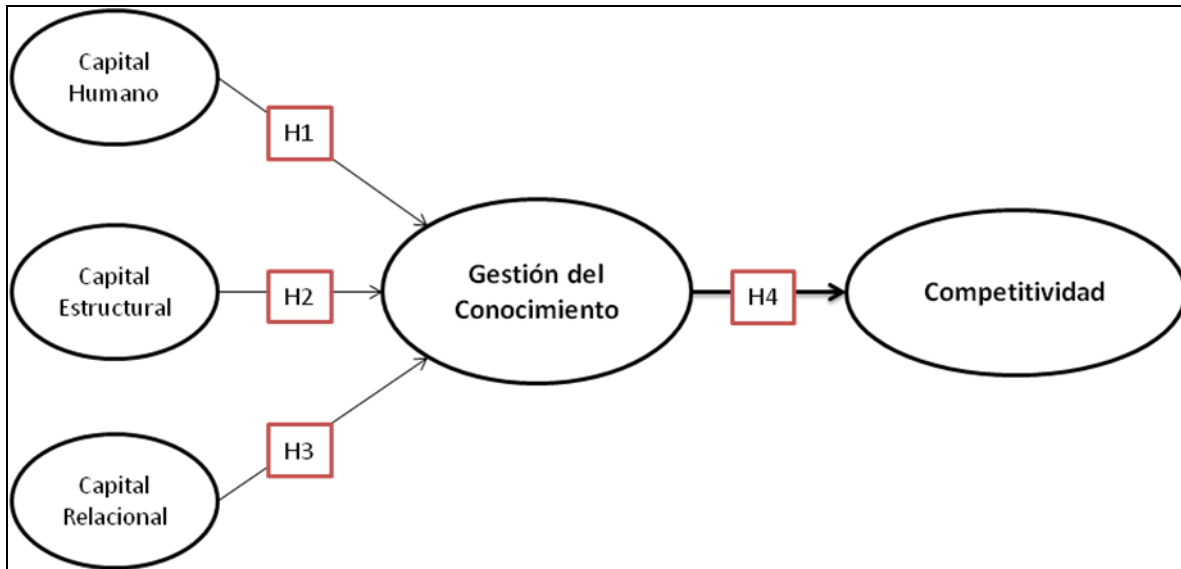 Capital
Humano
H1
Capital
Estructural
H2
Gestión del
Conocimiento
H4
Competitividad
H3
Capital
Relacional